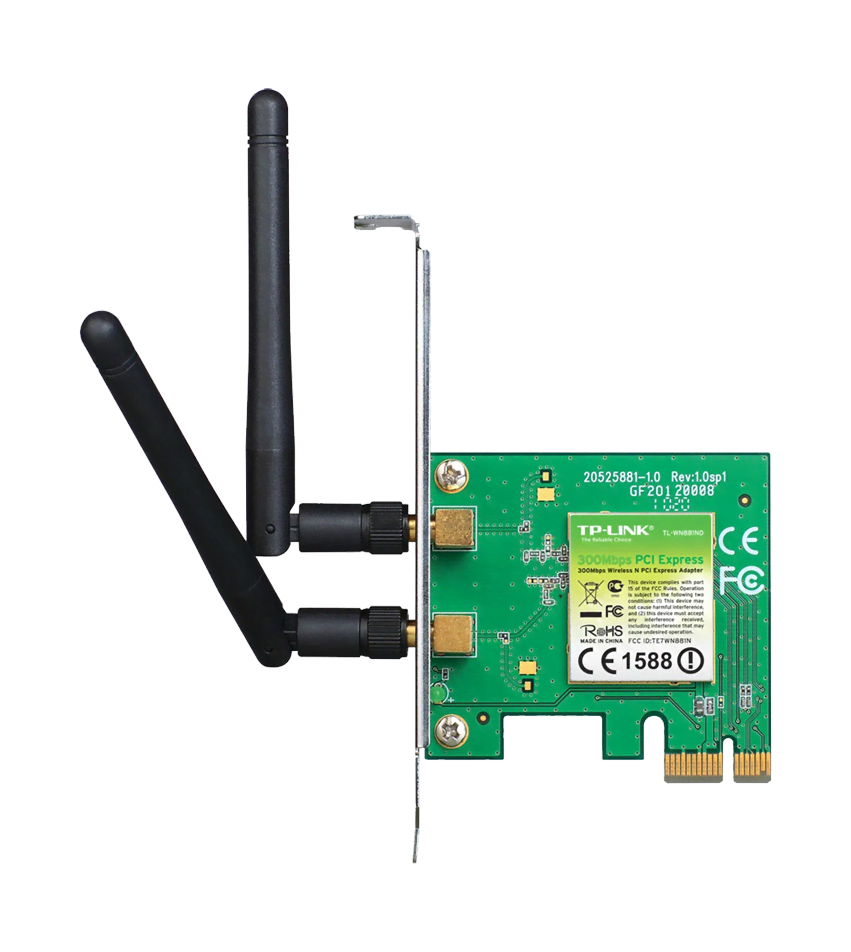 20525881-1.0 Rev:1.0sp1
GF201 20008
1020
TP-LINK®
The Reliable Choice
TL-WN881ND
300Mbps PCI Express
300Mbps Wireless N PCI Express Adapter
This device complies with part
15 of the FCC Rules. Operation
is subject to the following two
conditions: (1) This device may
not cause harmful interference,
and (2) this device must accept
any interference received,
including interference that may
cause undesired operation.
FC
RoHS
MADE IN CHINA
FCC ID:TE7WN881N
CE 1588
CE
FC